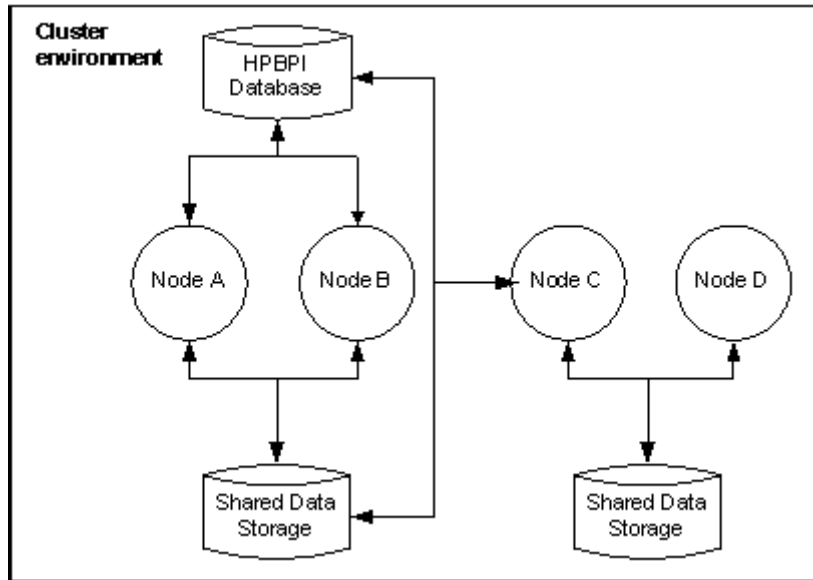 Cluster
environment
HPBPI
Database
Node A
Node B
Node C
Node D
Shared Data
Storage
Shared Data
Storage